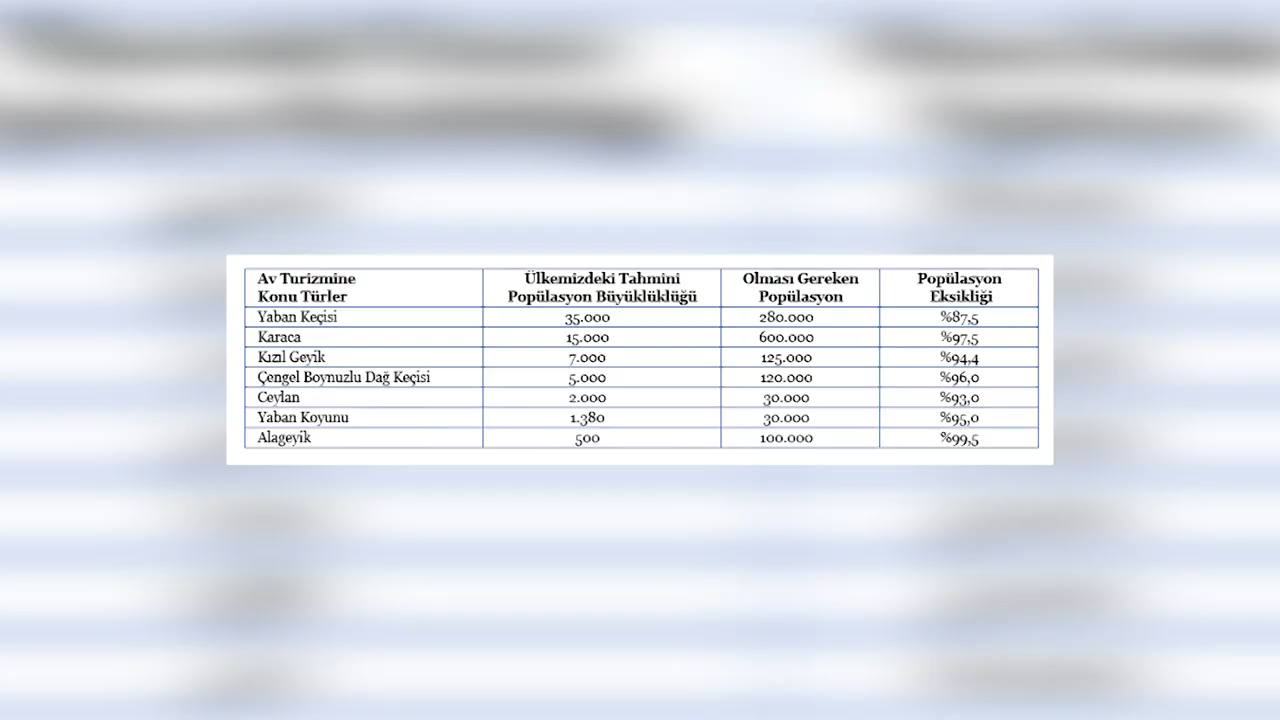 Av Turizmine Konu Türler Ülkemizdeki Tahmini Popülasyon Büyüklüklüğü Olması Gereken Popülasyon Popülasyon Eksikliği
Yaban Keçisi 35.000 280.000 %87,5
Karaca 15.000 600.000 %97,5
Kızıl Geyik 7.000 125.000 %94,4
Çengel Boynuzlu Dağ Keçisi 5.000 120.000 %96,0
Ceylan 2.000 30.000 %93,0
Yaban Koyunu 1.380 30.000 %95,0
Alageyik 500 100.000 %99,5